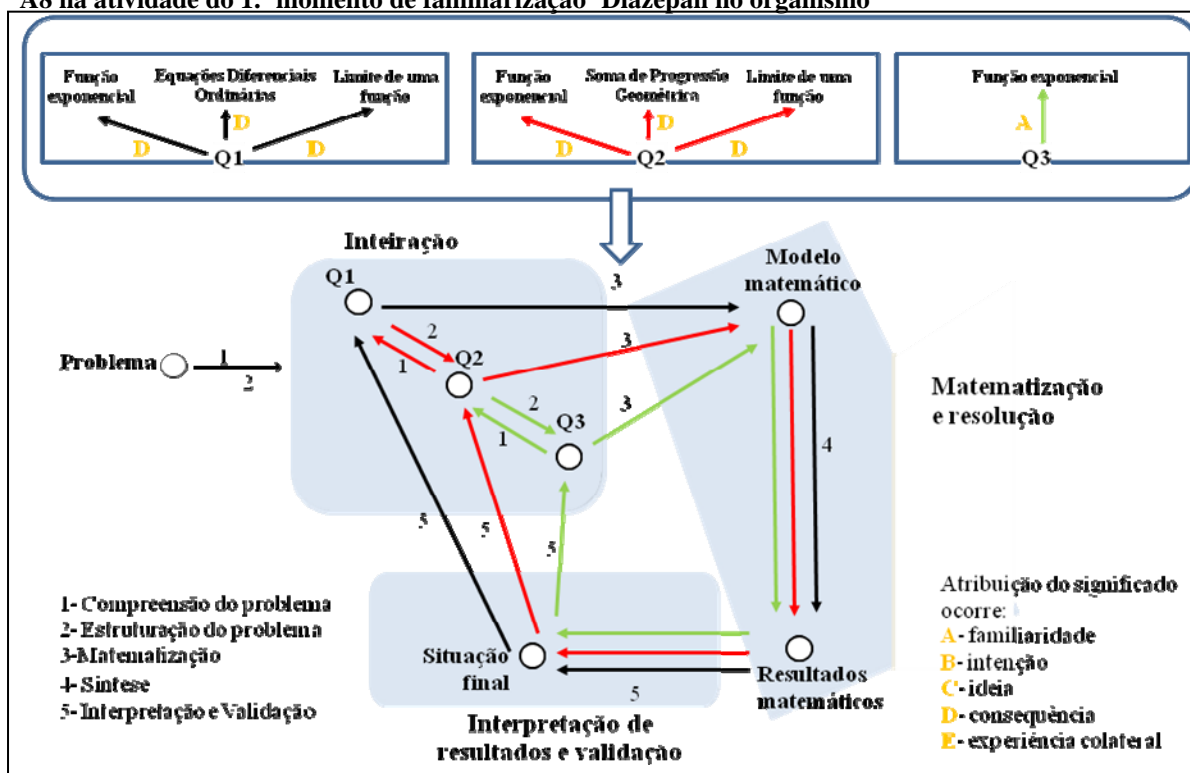 A8 na atividade do 1.º momento de familiarização "Diazepan no organismo"
Função
exponencial
Equações Diferenciais
Ordinárias
Limite de uma
função
D
D
D
Q1
Função
exponencial
Soma de Progressão
Geométrica
Limite de uma
função
D
D
D
Q2
Função exponencial
A
Q3
Inteiração
Q1
3
Modelo
matemático
2
Problema
1
2
1
Q2
3
2
Q3
3
1
Matematização
e resolução
4
5
5
5
1- Compreensão do problema
2- Estruturação do problema
3-Matematização
4- Síntese
5- Interpretação e Validação
Situação
final
5
Resultados
matemáticos
Interpretação de
resultados e validação
Atribuição do significado
ocorre:
A- familiaridade
B- intenção
C- ideia
D- consequência
E- experiência colateral